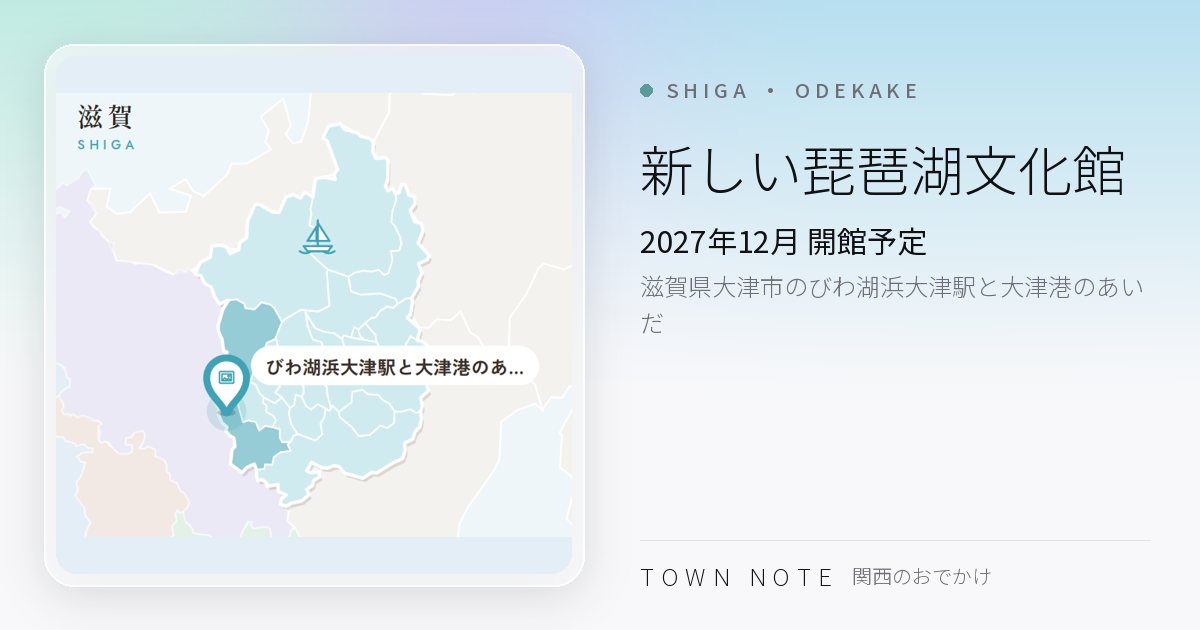 滋賀
SHIGA
びわ湖浜大津駅と大津港のあ...
SHIGA • ODEKAKE
新しい琵琶湖文化館
2027年12月 開館予定
滋賀県大津市のびわ湖浜大津駅と大津港のあい
だ
TOWN NOTE 関西のおでかけ